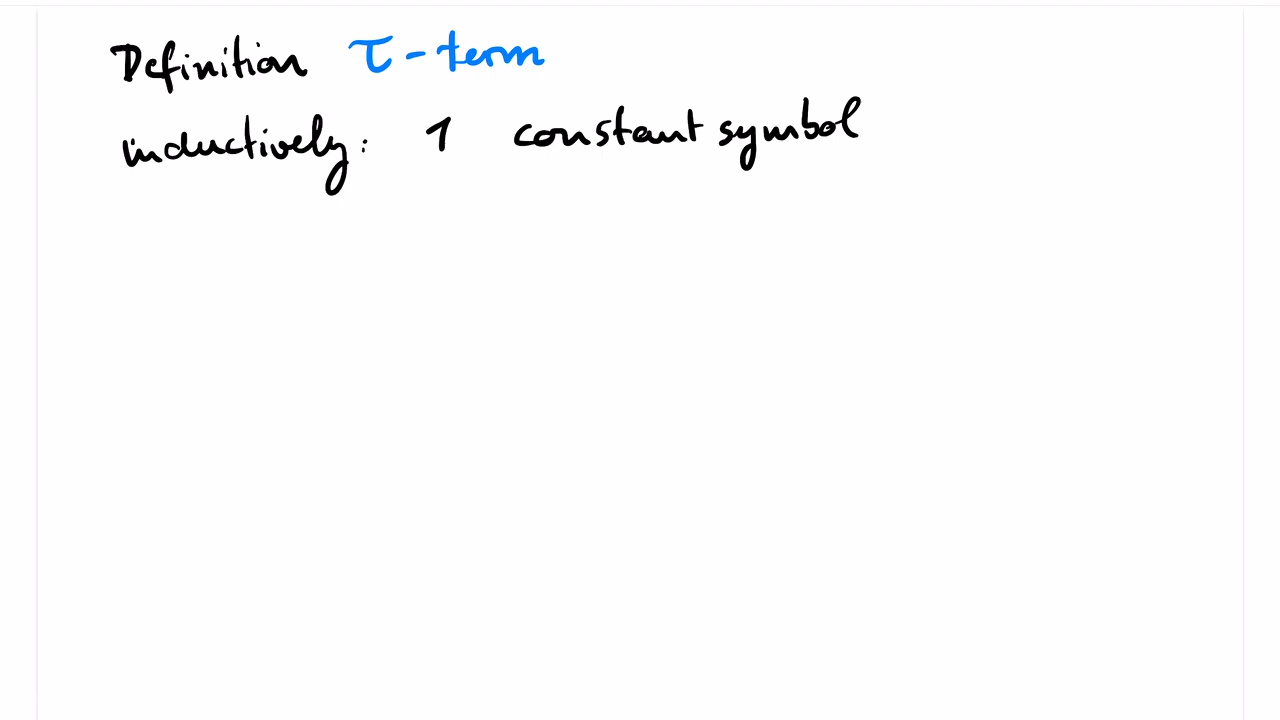 Definition τ-term
inductively: 1 constant symbol